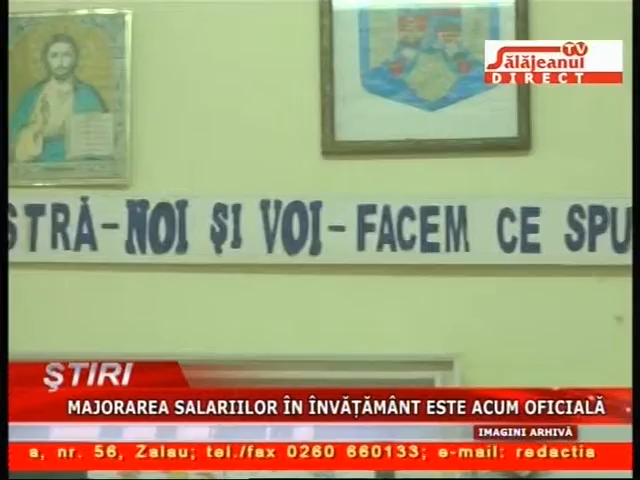 Sălăjeanul TV
DIRECT
STRĂ-NOI ŞI VOI-FACEM CE SPU
ŞTIRI
MAJORAREA SALARIILOR ÎN ÎNVĂȚĂMÂNT ESTE ACUM OFICIALĂ
IMAGINI ARHIVĂ
a, nr. 56, Zalau; tel./fax 0260 660133; e-mail: redactia